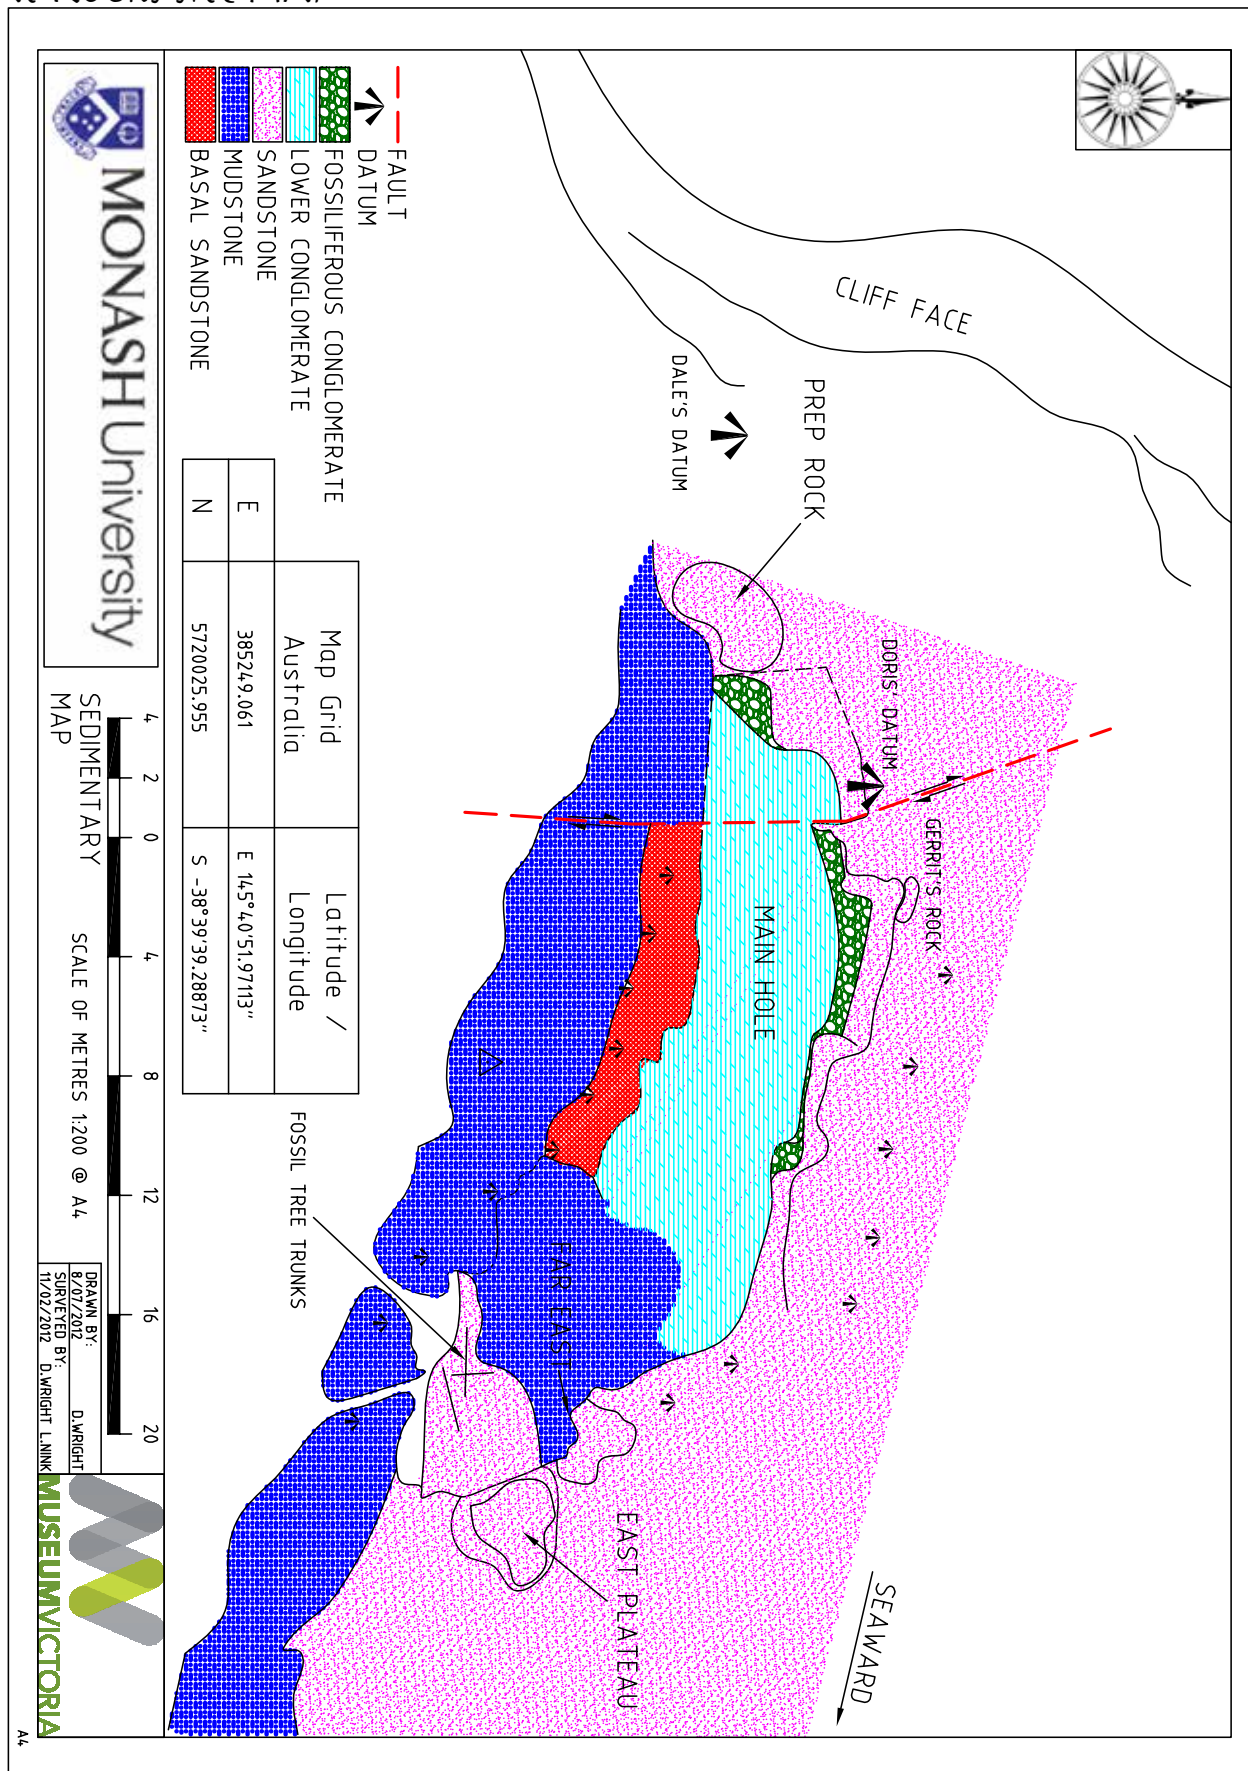 CLIFF FACE
PREP ROCK
DALE'S DATUM
DORIS' DATUM
GERRIT'S ROCK
MAIN HOLE
FAR EAST
EAST PLATEAU
SEAWARD
FOSSIL TREE TRUNKS
FAULT
DATUM
FOSSILIFEROUS CONGLOMERATE
LOWER CONGLOMERATE
SANDSTONE
MUDSTONE
BASAL SANDSTONE
Map Grid Australia
Latitude / Longitude
E 385249.061 E 145°40'51.97113"
N 5720025.955 S -38°39'39.28873"
MONASH University
4 2 0 4 8 12 16 20
SEDIMENTARY
MAP
SCALE OF METRES 1:200 @ A4
DRAWN BY: D.WRIGHT
8/07/2012
SURVEYED BY:
11/02/2012 D.WRIGHT L.NINK
MUSEUMVICTORIA
A4